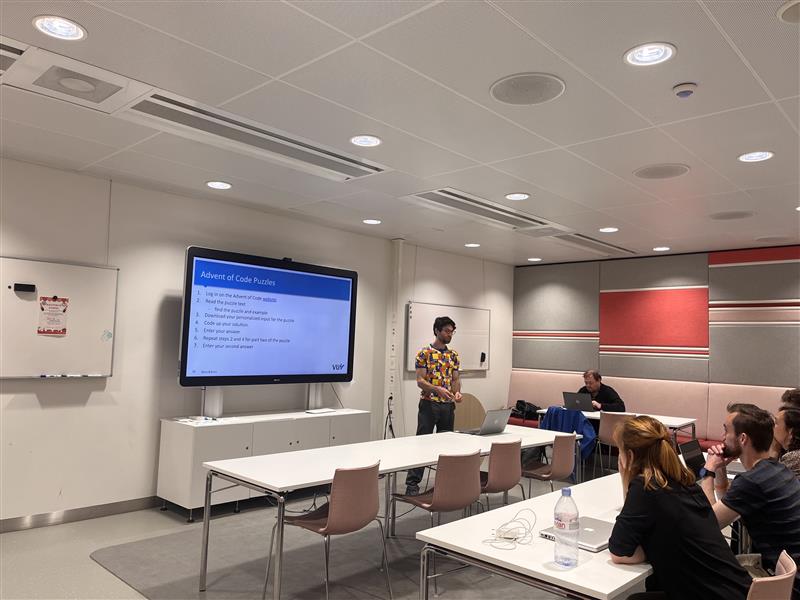 Advent of Code Puzzles
1. Log in on the Advent of Code website
2. Read the puzzle text
find the puzzle and example
3. Download your personalized input for the puzzle
4. Code up your solution
5. Enter your answer
6. Repeat steps 2 and 4 for part two of the puzzle
7. Enter your second answer